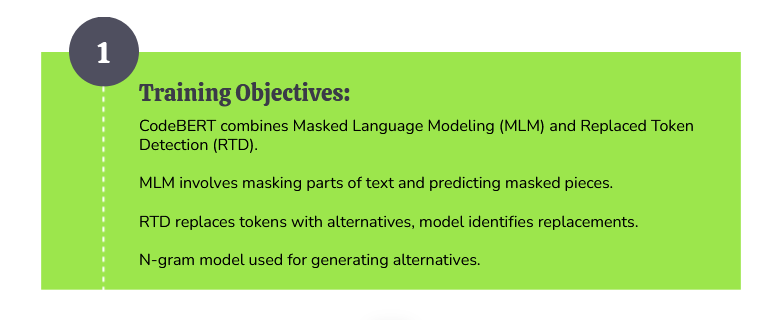 1
Training Objectives:
CodeBERT combines Masked Language Modeling (MLM) and Replaced Token
Detection (RTD).
MLM involves masking parts of text and predicting masked pieces.
RTD replaces tokens with alternatives, model identifies replacements.
N-gram model used for generating alternatives.